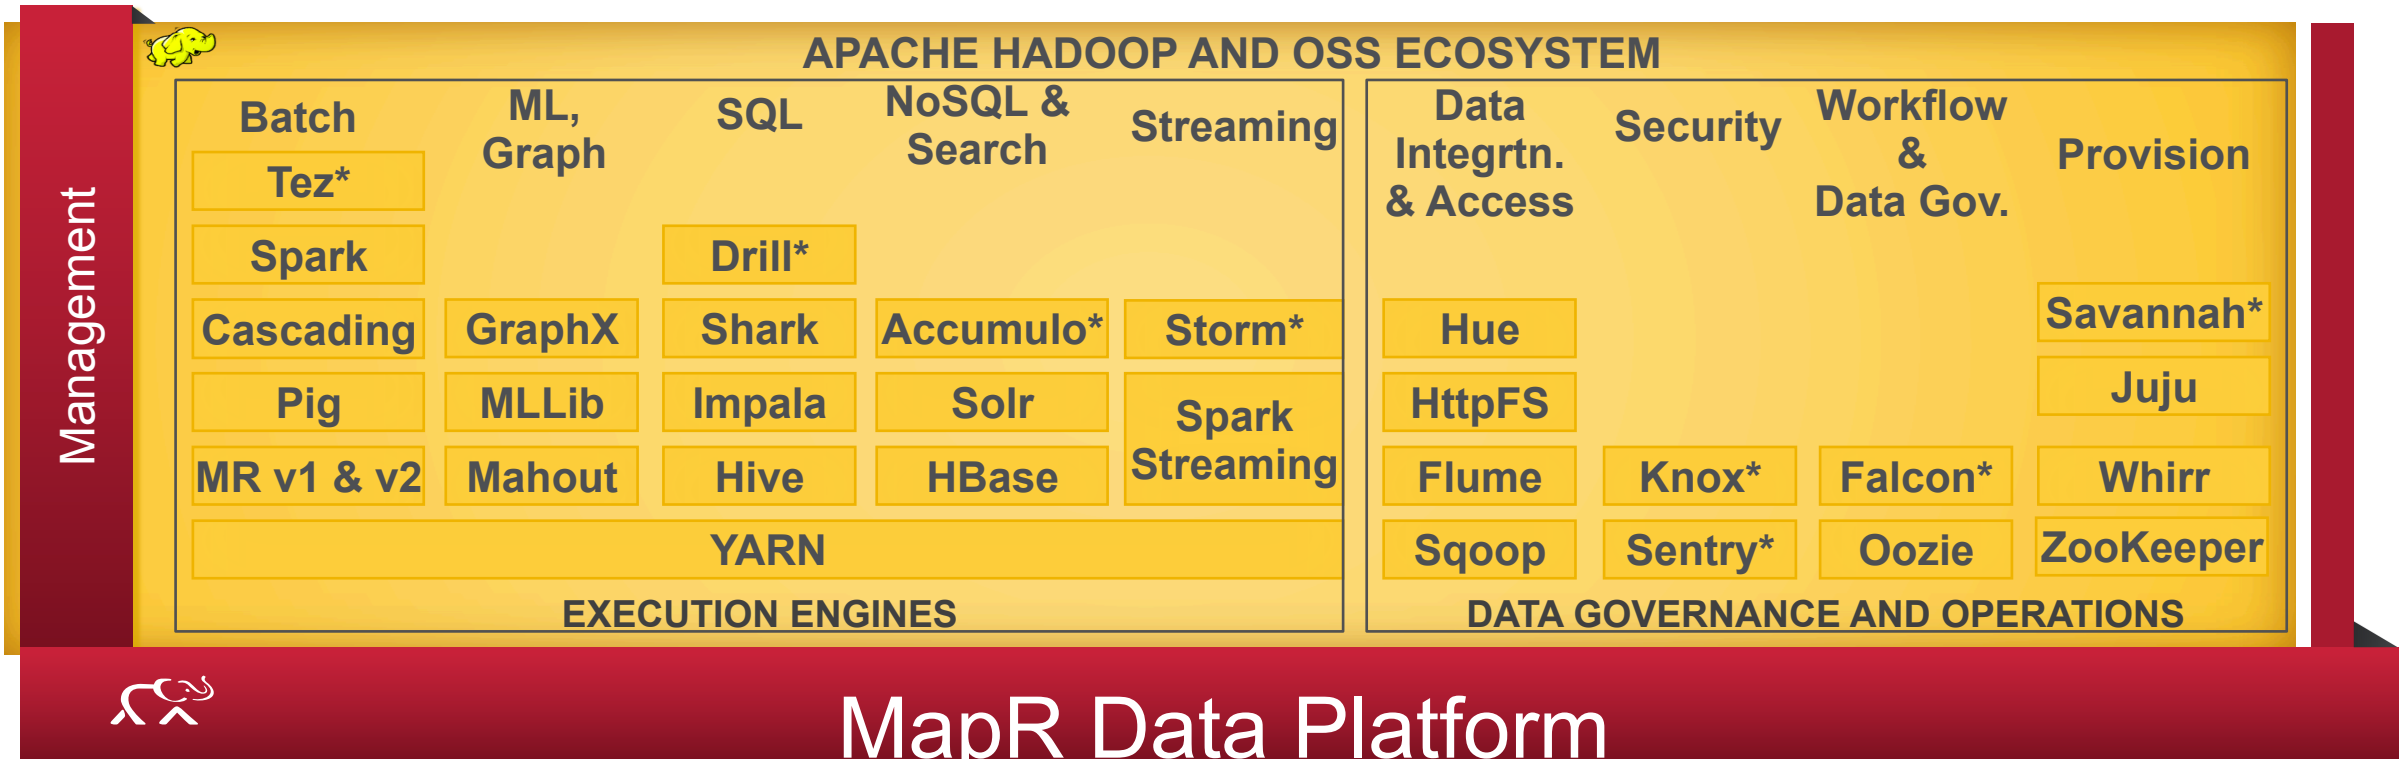 APACHE HADOOP AND OSS ECOSYSTEM
Management
Batch
Tez*
Spark
Cascading
Pig
MR v1 & v2
ML,
Graph
GraphX
MLLib
Mahout
SQL
Drill*
Shark
Impala
Hive
NoSQL &
Search
Accumulo*
Solr
HBase
Streaming
Storm*
Spark
Streaming
YARN
EXECUTION ENGINES
Data
Integrtn.
& Access
Hue
HttpFS
Flume
Sqoop
Security
Knox*
Sentry*
Workflow
&
Data Gov.
Falcon*
Oozie
Provision
Savannah*
Juju
Whirr
ZooKeeper
DATA GOVERNANCE AND OPERATIONS
MapR Data Platform